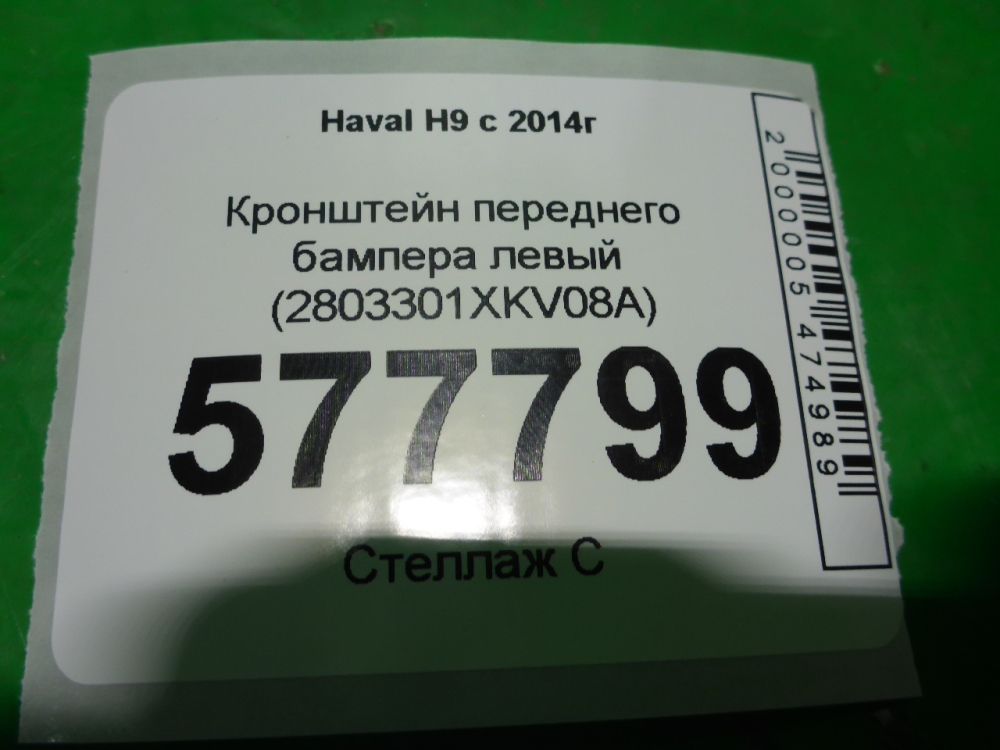 Haval H9 с 2014г
Кронштейн переднего
бампера левый
(2803301XKV08A)
577799
Стеллаж С
2000005474989